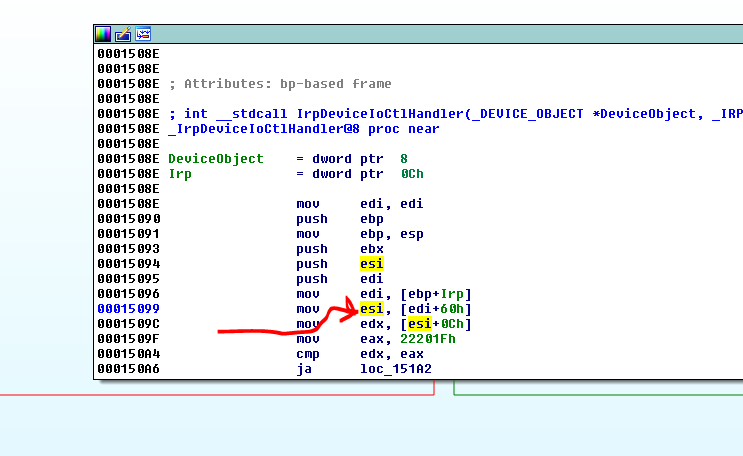 0001508E
0001508E
0001508E ; Attributes: bp-based frame
0001508E
0001508E ; int __stdcall IrpDeviceIoCtlHandler(_DEVICE_OBJECT *DeviceObject, _IRP
0001508E _IrpDeviceIoCtlHandler@8 proc near
0001508E
0001508E DeviceObject    = dword ptr  8
0001508E Irp             = dword ptr  0Ch
0001508E
0001508E                 mov     edi, edi
00015090                 push    ebp
00015091                 mov     ebp, esp
00015093                 push    ebx
00015094                 push    esi
00015095                 push    edi
00015096                 mov     edi, [ebp+Irp]
00015099                 mov     esi, [edi+60h]
0001509C                 mov     edx, [esi+0Ch]
0001509F                 mov     eax, 22201Fh
000150A4                 cmp     edx, eax
000150A6                 ja      loc_151A2